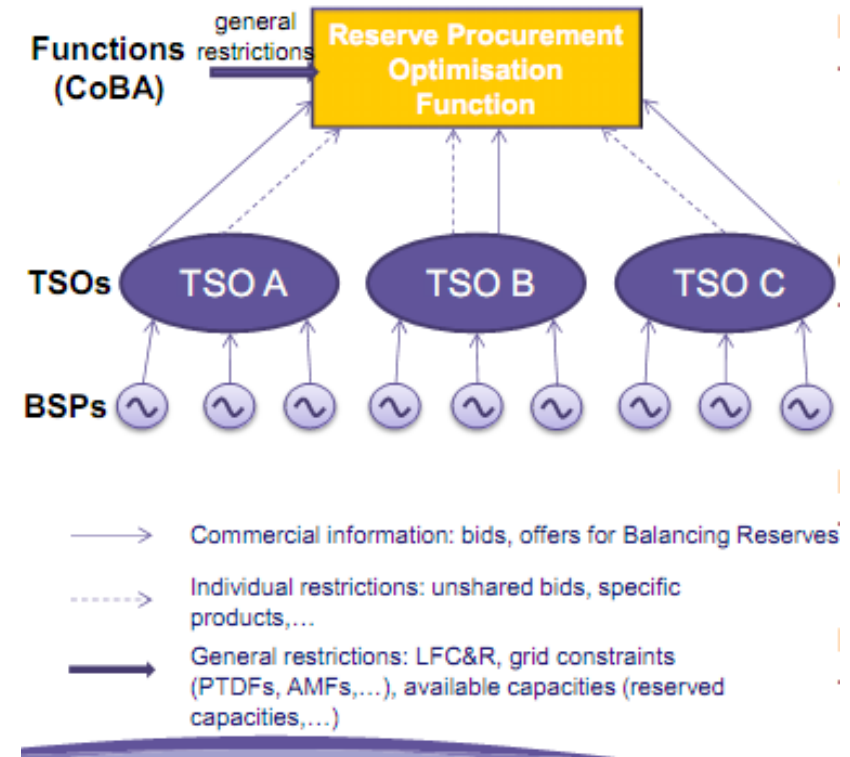 general
Functions restrictions
(CoBA)
Reserve Procurement
Optimisation
Function
TSOs
TSO A
TSO B
TSO C
BSPs
Commercial information: bids, offers for Balancing Reserves
Individual restrictions: unshared bids, specific
products,...
General restrictions: LFC&R, grid constraints
(PTDFs, AMFs,...), available capacities (reserved
capacities,...)